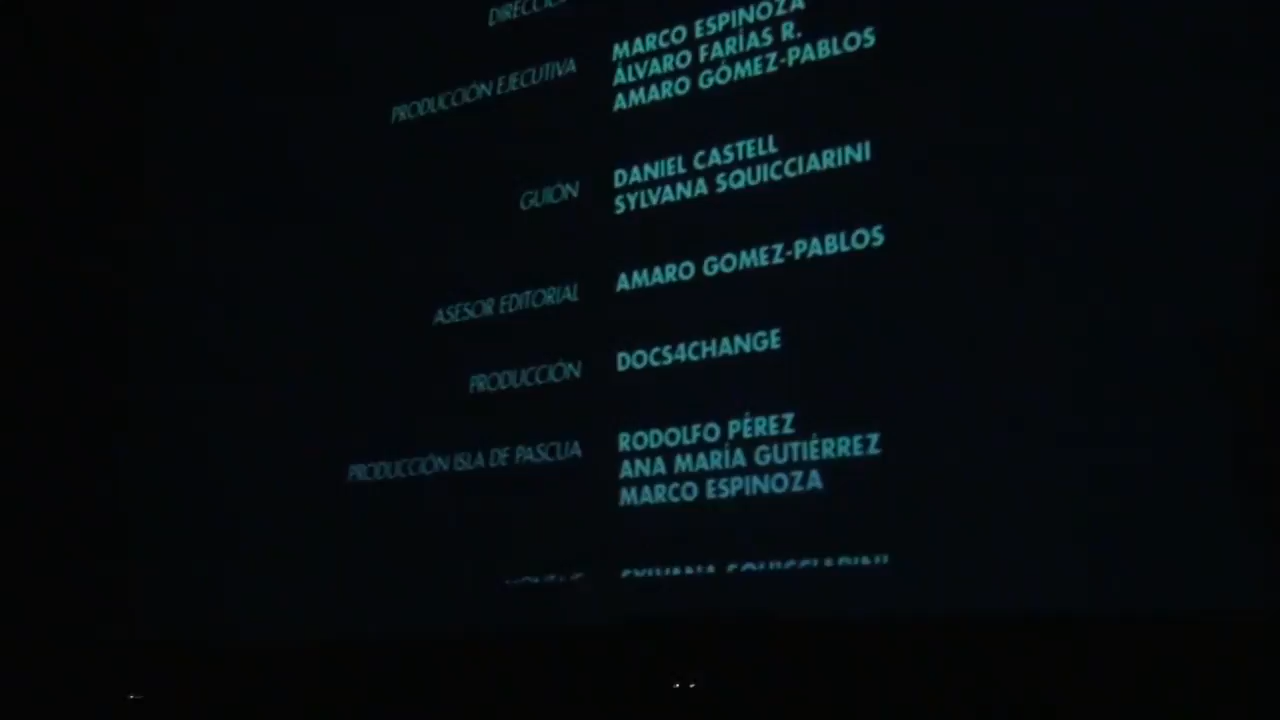 PRODUCCIÓN EJECUTIVA
MARCO ESPINOZA
ÁLVARO FARÍAS R.
AMARO GÓMEZ-PABLOS
GUIÓN
DANIEL CASTELL
SYLVANA SQUICCIARINI
ASESOR EDITORIAL
AMARO GOMEZ-PABLOS
PRODUCCIÓN
DOCS4CHANGE
PRODUCCIÓN ISLA DE PASCUA
RODOLFO PÉREZ
ANA MARÍA GUTIÉRREZ
MARCO ESPINOZA